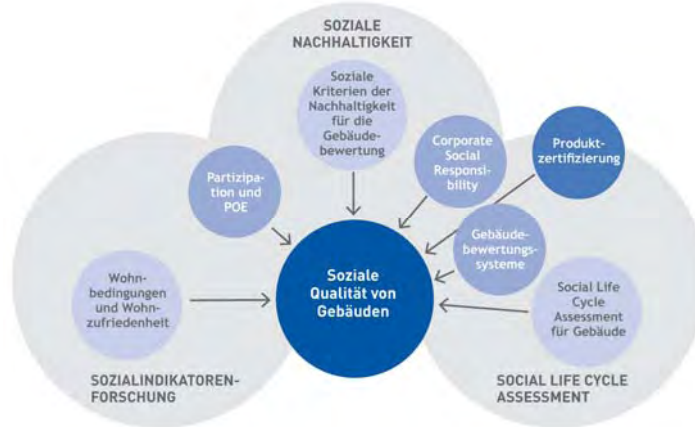 SOZIALE
NACHHALTIGKEIT
Soziale
Kriterien der
Nachhaltigkeit
für die
Gebäude-
bewertung
Corporate
Social
Responsi-
bility
Produkt-
zertifizierung
Partizipa-
tion und
POE
Gebäude-
bewertungs-
systeme
Soziale
Qualität von
Gebäuden
Wohn-
bedingungen
und Wohn-
zufriedenheit
Social Life
Cycle
Assessment
für Gebäude
SOZIALINDIKATOREN-
FORSCHUNG
SOCIAL LIFE CYCLE
ASSESSMENT